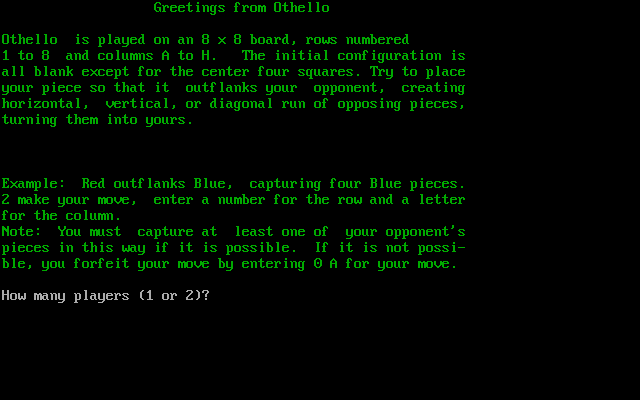 Greetings from Othello
Othello  is played on an 8 x 8 board, rows numbered
1 to 8  and columns A to H.   The initial configuration is
all blank except for the center four squares. Try to place
your piece so that it  outflanks your  opponent,  creating
horizontal,  vertical, or diagonal run of opposing pieces,
turning them into yours.
Example:  Red outflanks Blue,  capturing four Blue pieces.
2 make your move,  enter a number for the row and a letter
for the column.
Note:  You must  capture at  least one of  your opponent's
pieces in this way if it is possible.  If it is not possi-
ble, you forfeit your move by entering 0 A for your move.
How many players (1 or 2)?